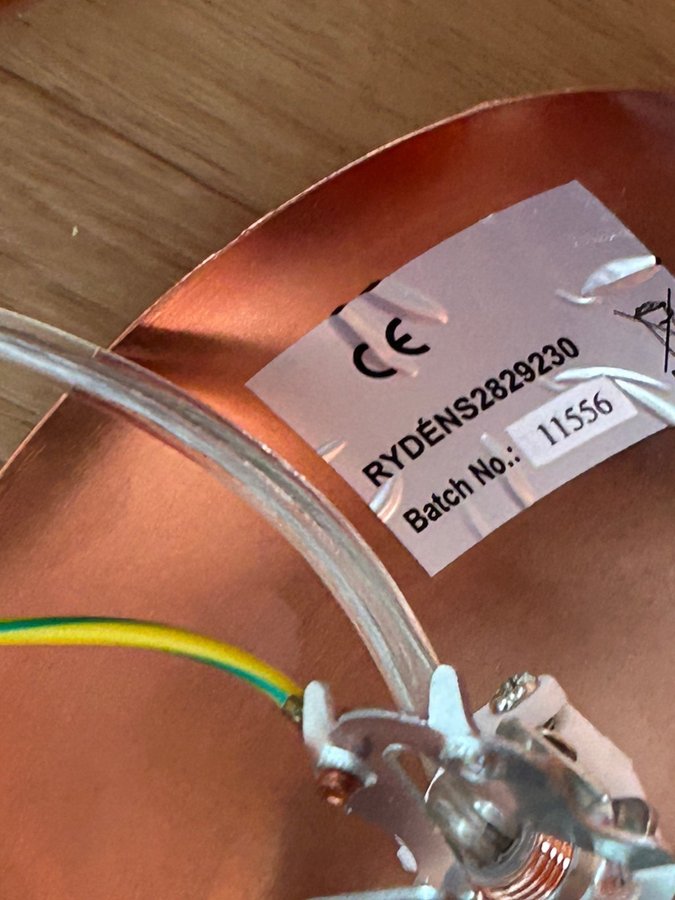 CE
RYDÉNS2829230
Batch No.: 11556